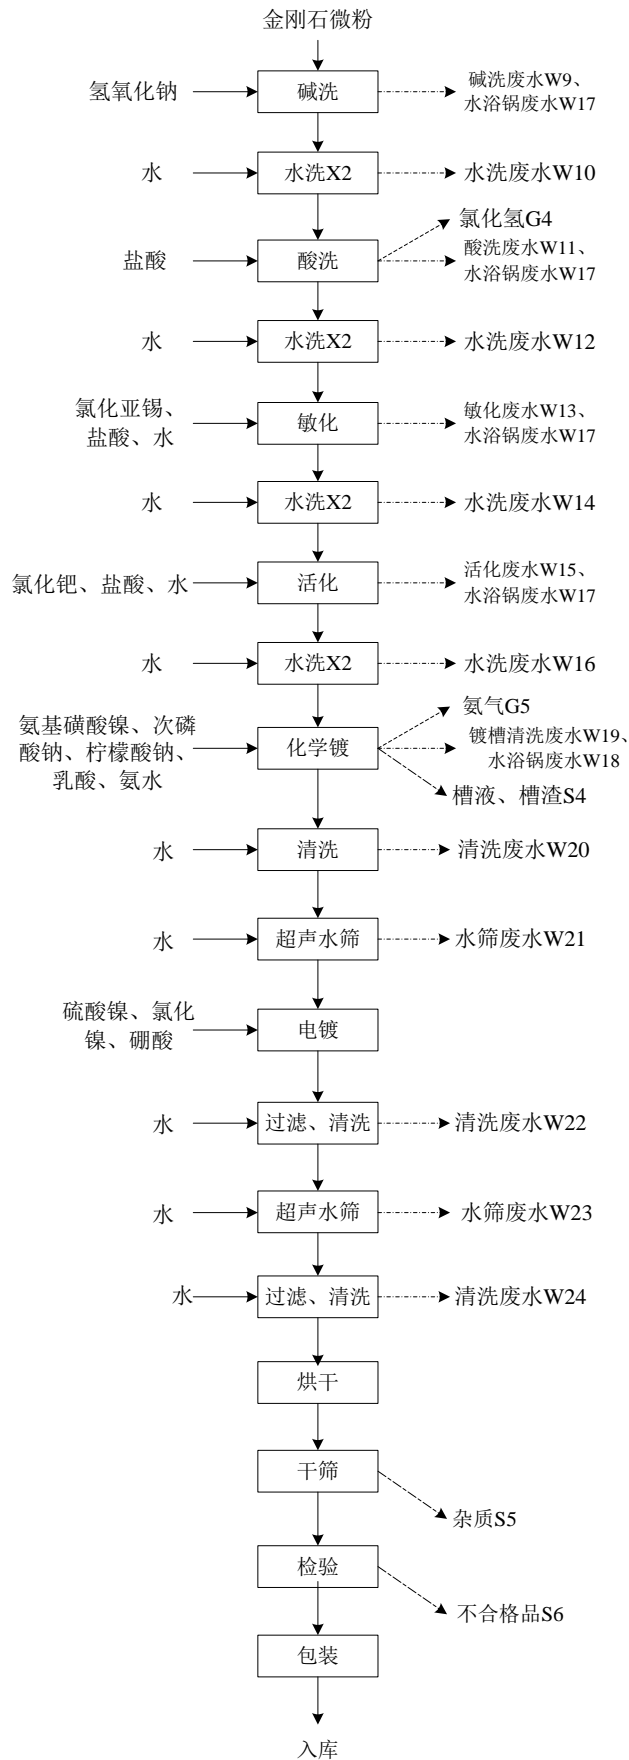 金刚石微粉
氢氧化钠
碱洗
碱洗废水W9、
水浴锅废水W17
水
水洗X2
水洗废水W10
氯化氢G4
盐酸
酸洗
酸洗废水W11、
水浴锅废水W17
水
水洗X2
水洗废水W12
氯化亚锡、
盐酸、水
敏化
敏化废水W13、
水浴锅废水W17
水
水洗X2
水洗废水W14
氯化钯、盐酸、水
活化
活化废水W15、
水浴锅废水W17
水
水洗X2
水洗废水W16
氨基磺酸镍、次磷
酸钠、柠檬酸钠、
乳酸、氨水
化学镀
氨气G5
镀槽清洗废水W19、
水浴锅废水W18
槽液、槽渣S4
水
清洗
清洗废水W20
水
超声水筛
水筛废水W21
硫酸镍、氯化
镍、硼酸
电镀
水
过滤、清洗
清洗废水W22
水
超声水筛
水筛废水W23
水
过滤、清洗
清洗废水W24
烘干
干筛
杂质S5
检验
不合格品S6
包装
入库